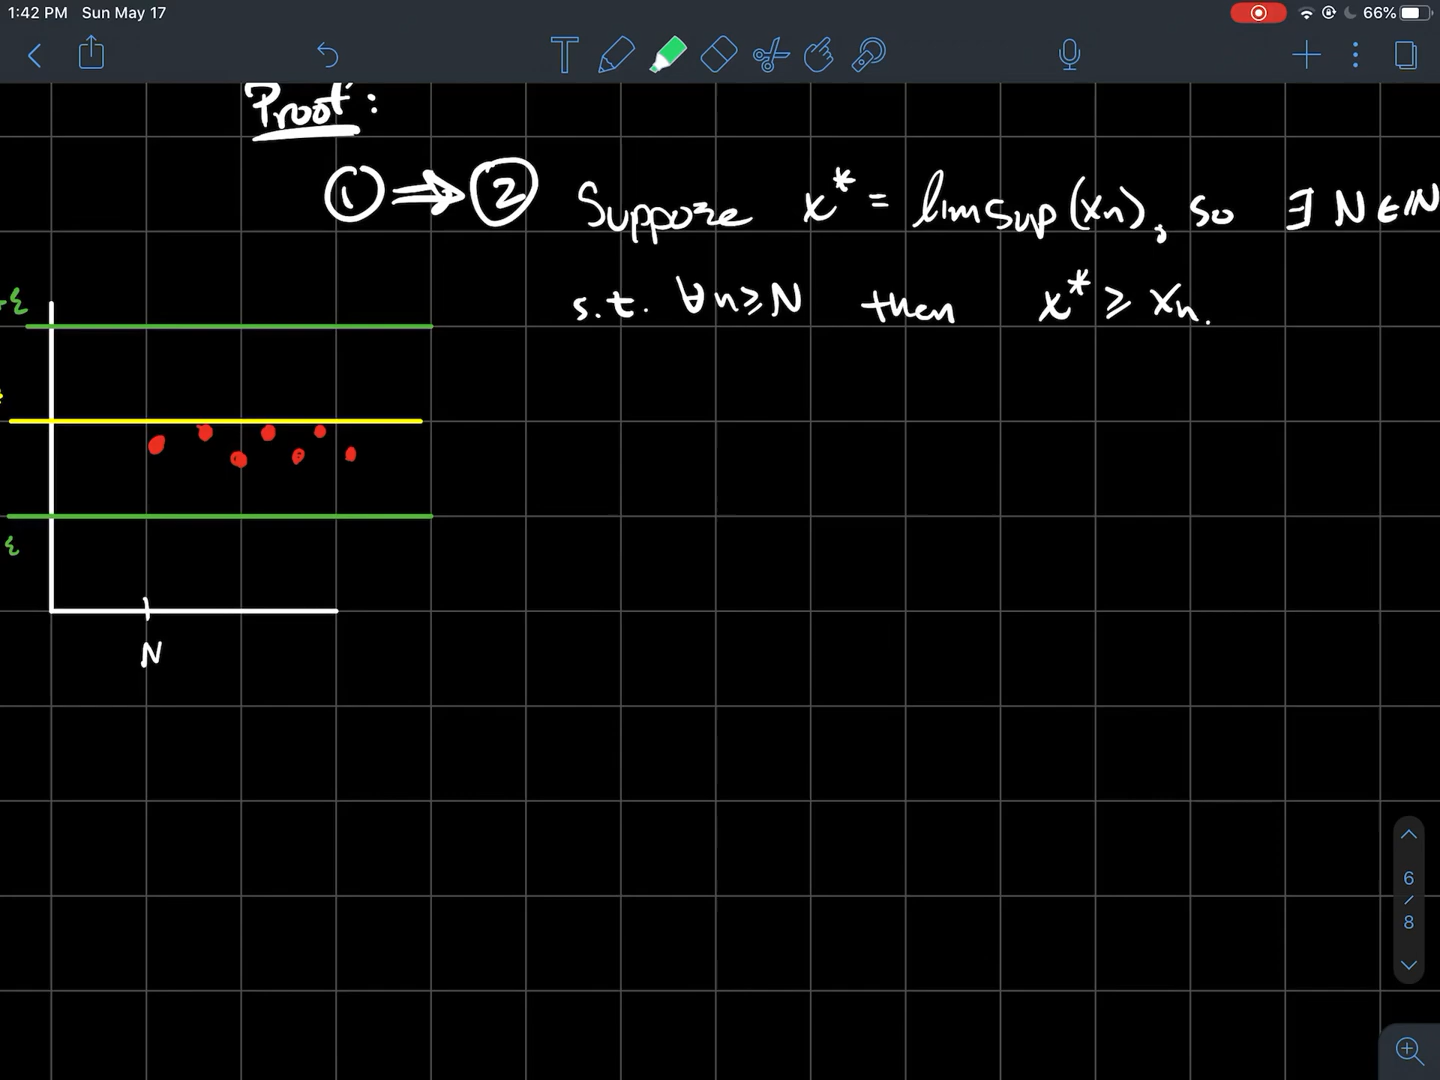 1:42 PM Sun May 17
66%
T
Proof:
① ⇒ ② Suppose x* = limsup(xn), so ∃ N ∈ ℕ
s.t. ∀n ≥ N then x* ≥ xn.
+ε
ε
N
6
/
8